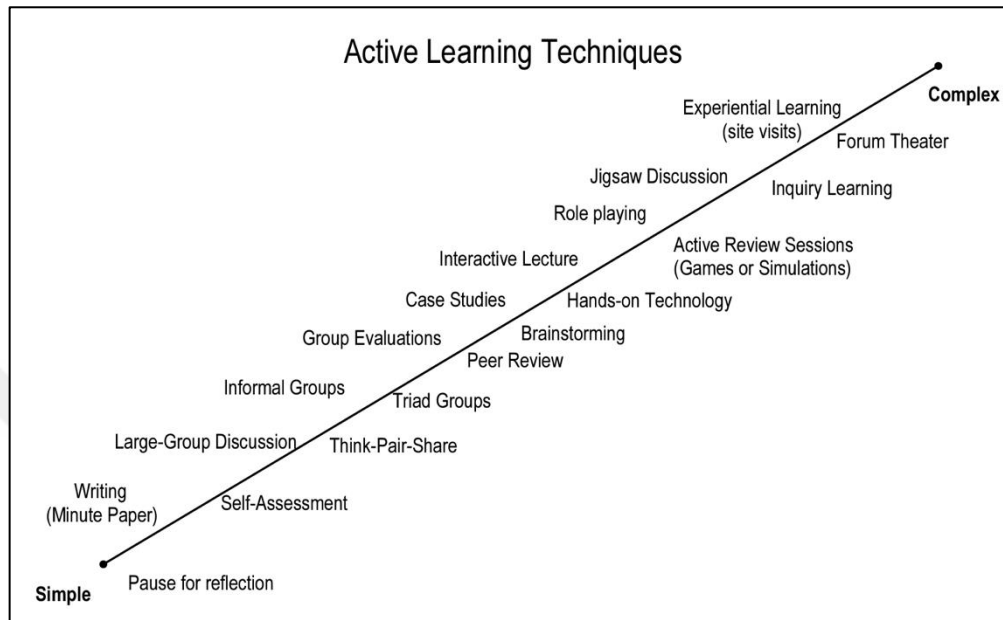 Active Learning Techniques
Complex
Experiential Learning
(site visits)
Forum Theater
Jigsaw Discussion
Inquiry Learning
Role playing
Active Review Sessions
(Games or Simulations)
Interactive Lecture
Case Studies
Hands-on Technology
Group Evaluations
Brainstorming
Peer Review
Informal Groups
Triad Groups
Large-Group Discussion
Think-Pair-Share
Writing
(Minute Paper)
Self-Assessment
Pause for reflection
Simple